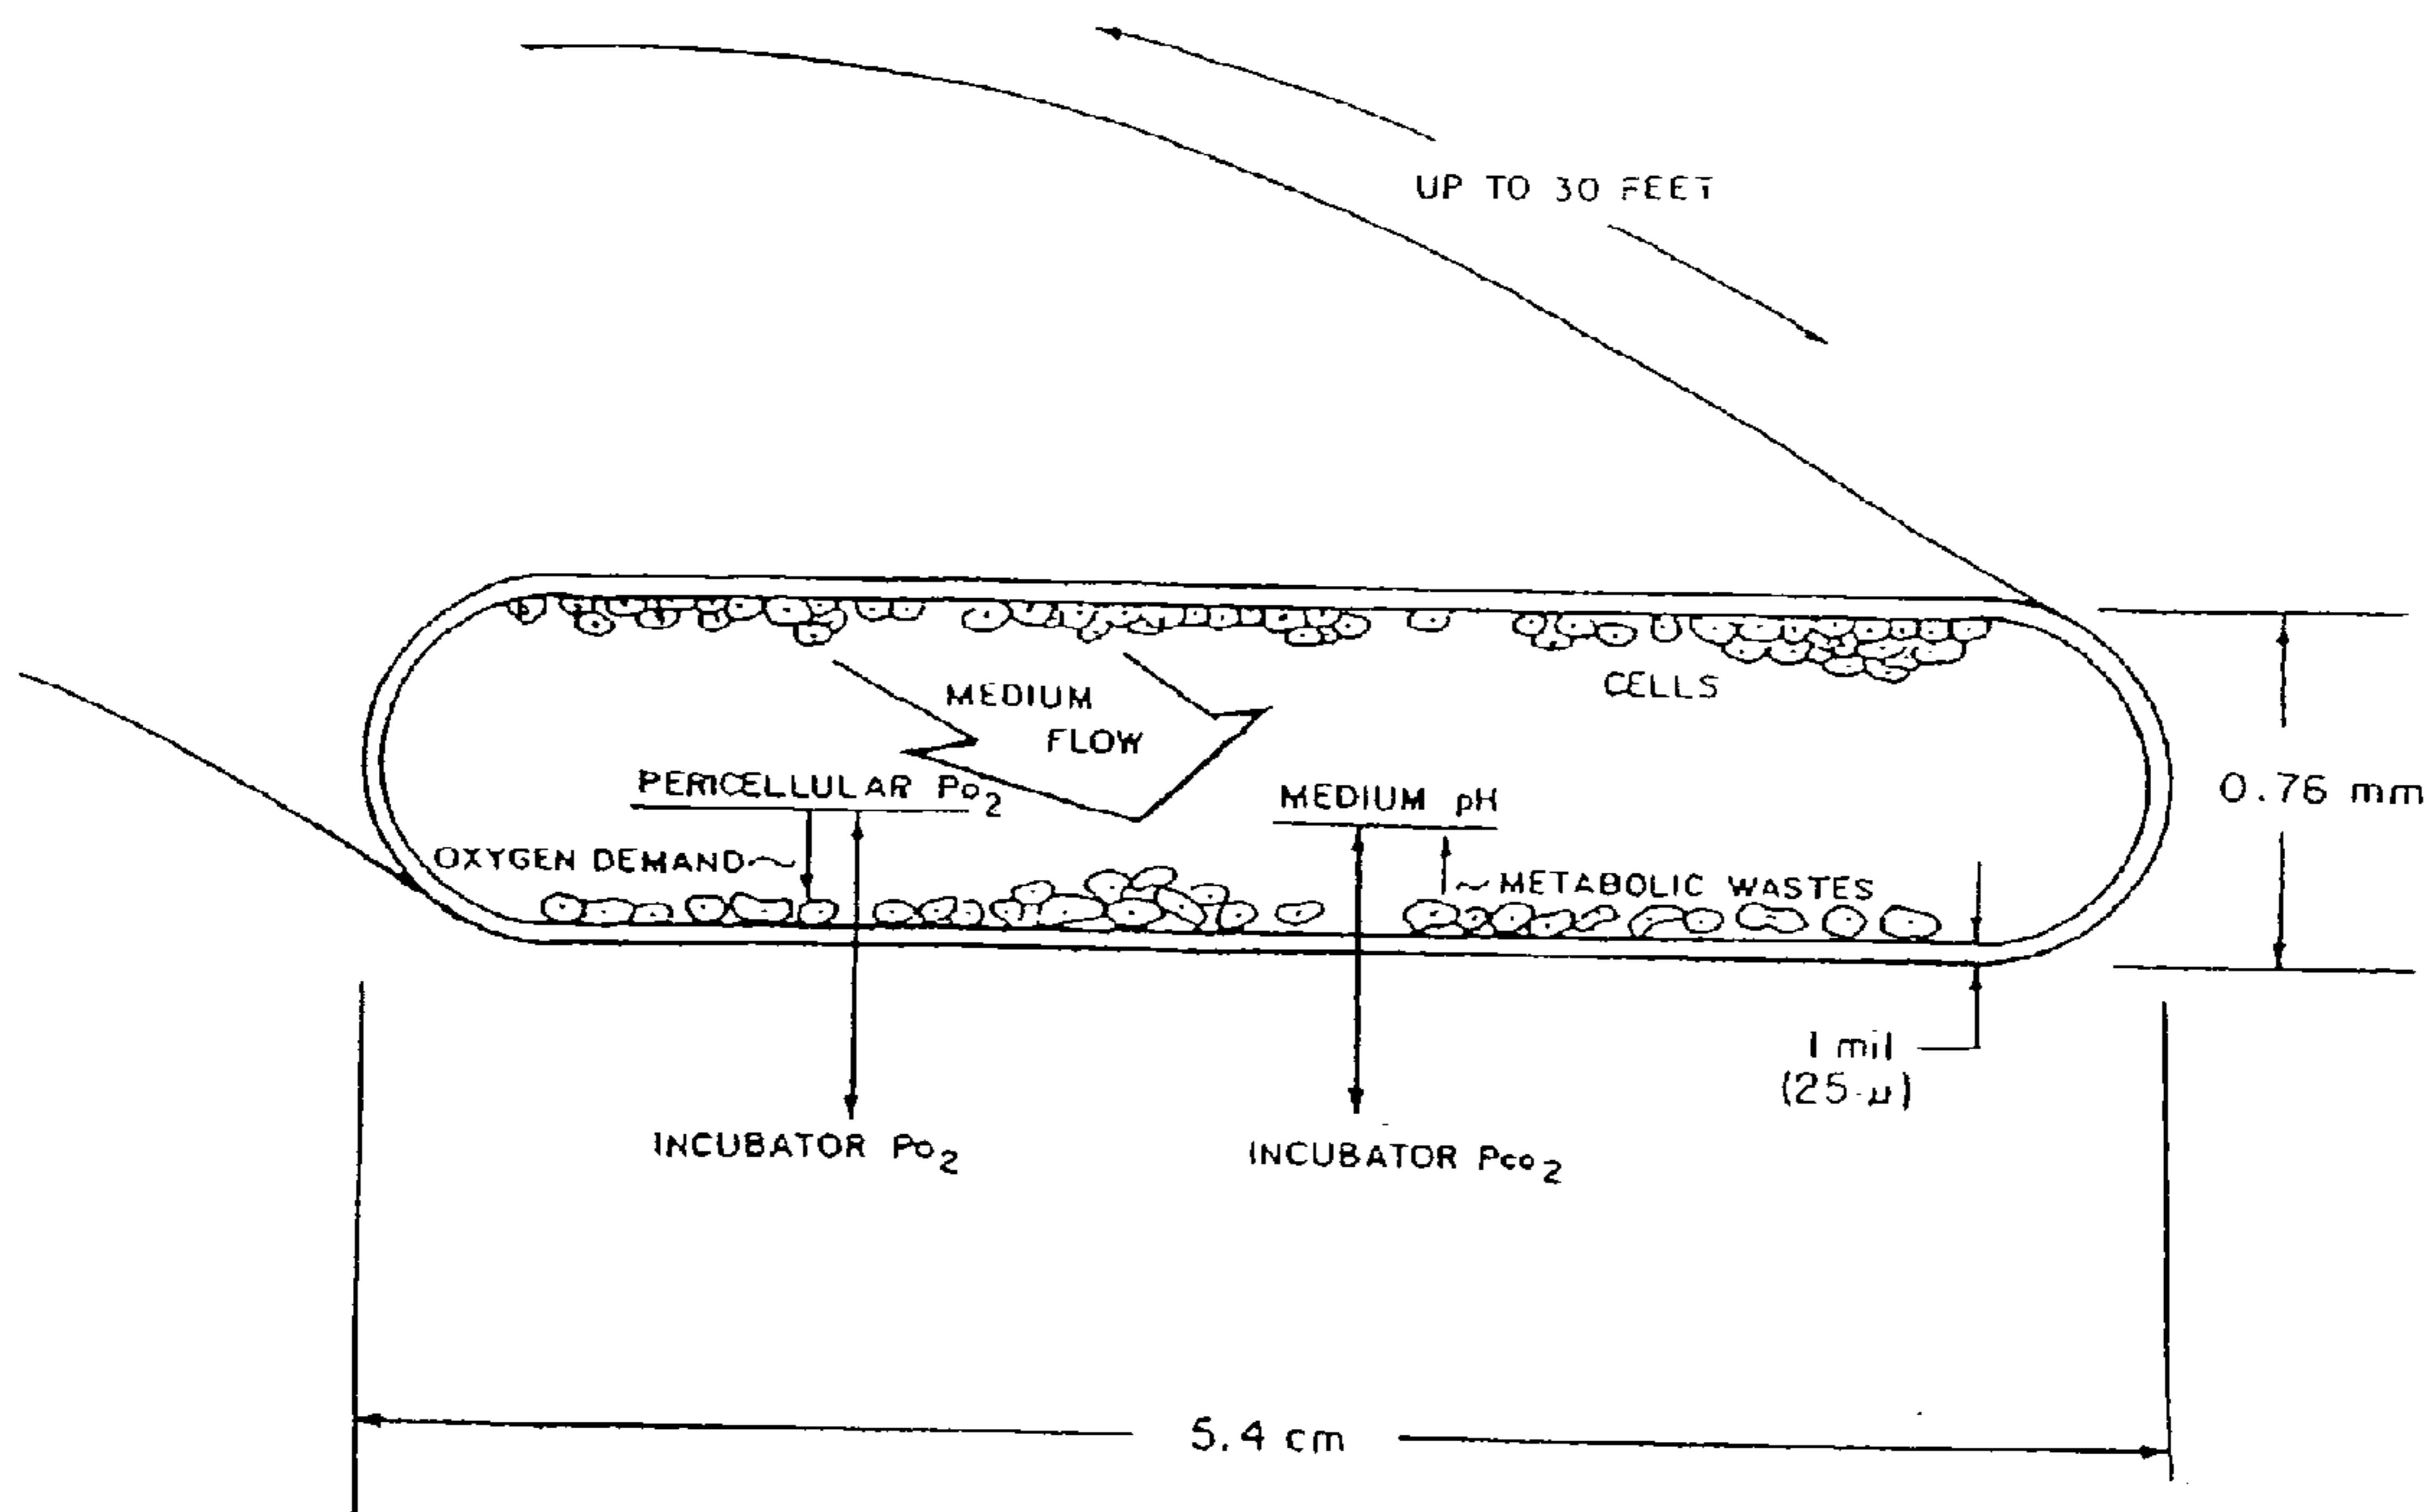 UP TO 30 FEET
CELLS
MEDIUM
FLOW
PERICELLULAR Po2
MEDIUM pH
0.76 mm
OXYGEN DEMAND
METABOLIC WASTES
1 mil
(25 µ)
INCUBATOR Po2
INCUBATOR Pco2
5.4 cm